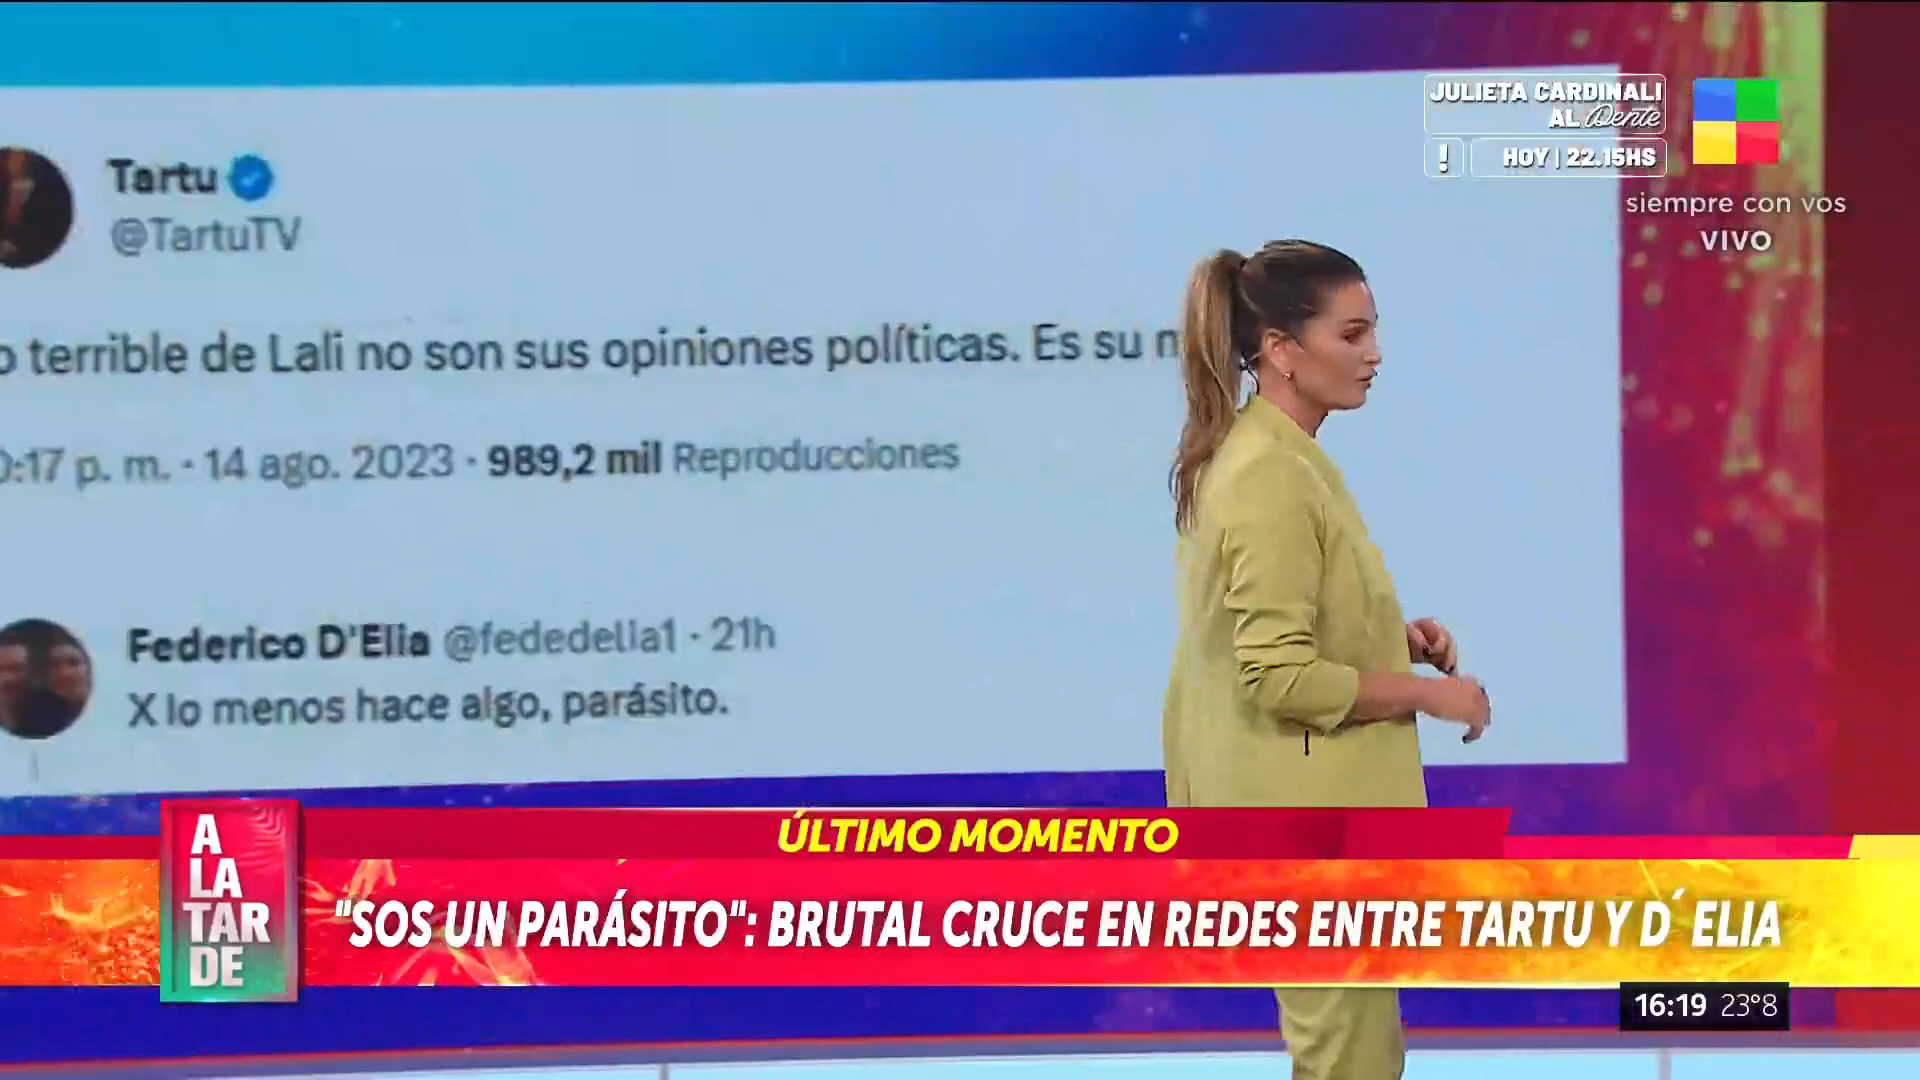 JULIETA CARDINALI
AL Dente
! HOY | 22.15HS
siempre con vos
VIVO
Tartu
@TartuTV
o terrible de Lali no son sus opiniones políticas. Es su m
0:17 p. m. · 14 ago. 2023 · 989,2 mil Reproducciones
Federico D'Elia @fededelia1 · 21h
X lo menos hace algo, parásito.
A
LA
TAR
DE
ÚLTIMO MOMENTO
"SOS UN PARÁSITO": BRUTAL CRUCE EN REDES ENTRE TARTU Y D´ELIA
16:19 23°8